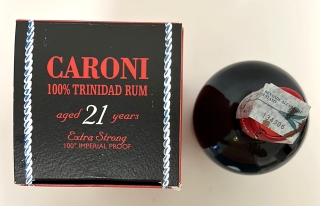 CARONI
100% TRINIDAD RUM
aged 21 years
Extra Strong
100° IMPERIAL PROOF